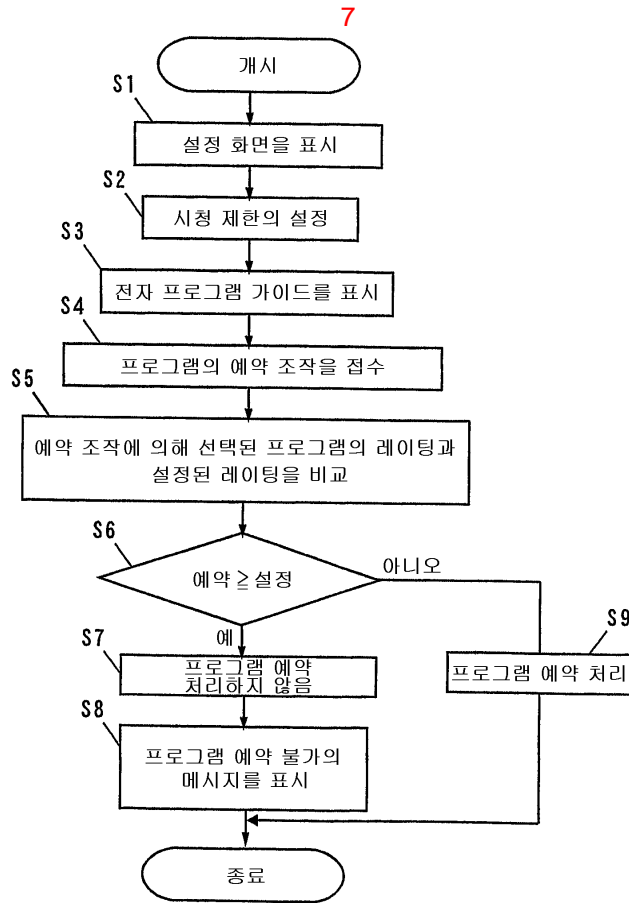 7
개시
S1
설정 화면을 표시
S2
시청 제한의 설정
S3
전자 프로그램 가이드를 표시
S4
프로그램의 예약 조작을 접수
S5
예약 조작에 의해 선택된 프로그램의 레이팅과
설정된 레이팅을 비교
S6
예약≧설정
아니오
예
S7
프로그램 예약
처리하지 않음
S9
프로그램 예약 처리
S8
프로그램 예약 불가의
메시지를 표시
종료